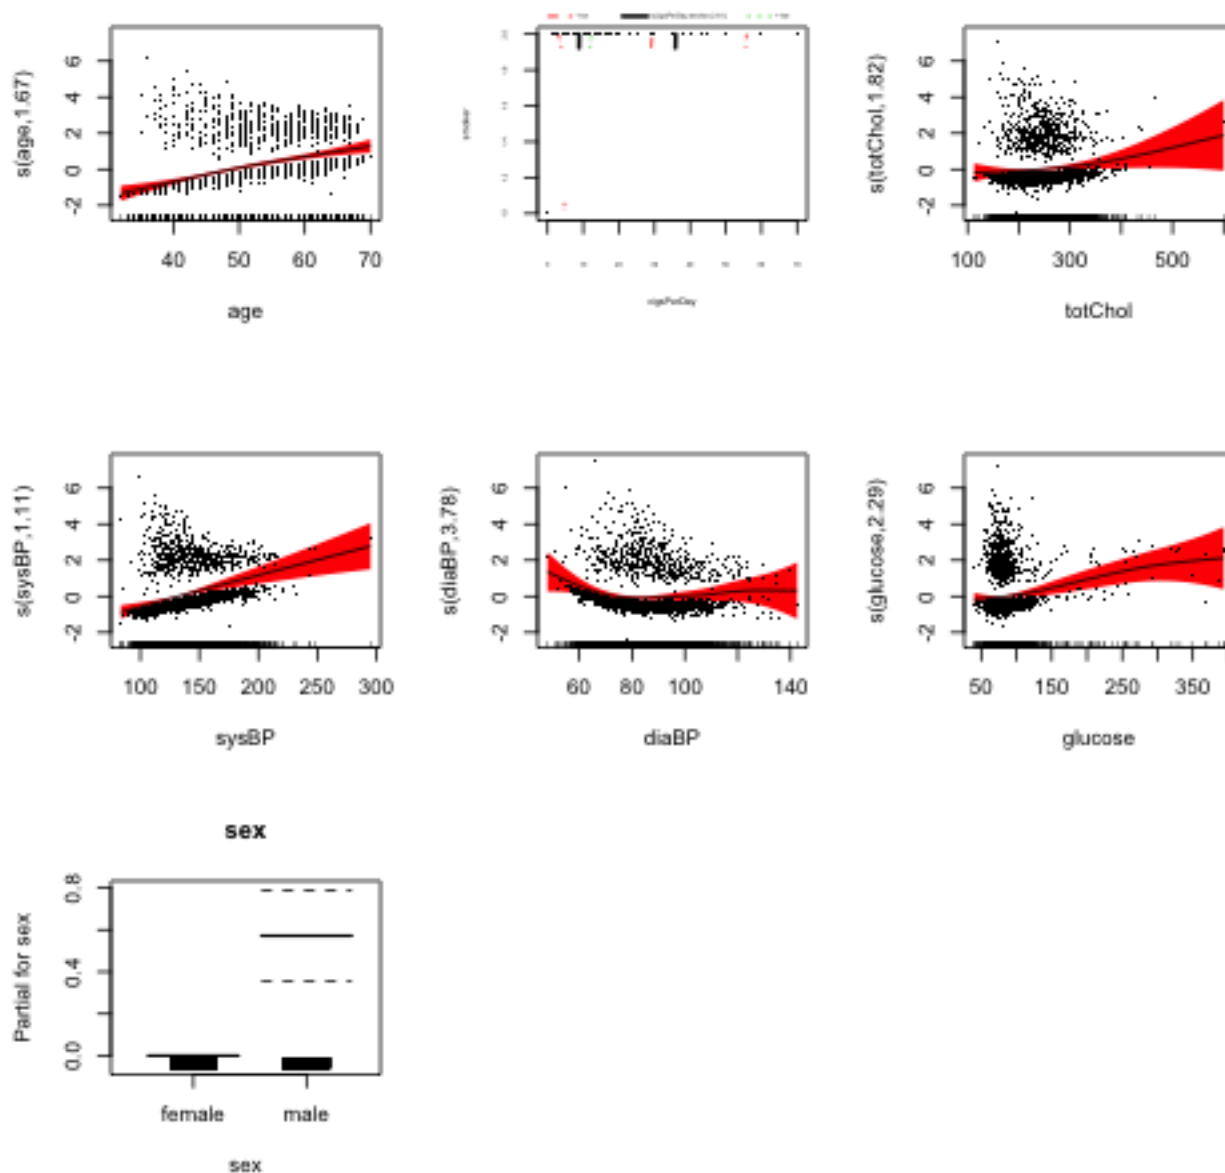 s(age,1.67)
6
4
2
0
-2
40 50 60 70
age
cigsPerDay
s(totChol,1.82)
6
4
2
0
-2
100 300 500
totChol
s(sysBP,1.11)
6
4
2
0
-2
100 150 200 250 300
sysBP
s(diaBP,3.78)
6
4
2
0
-2
60 80 100 140
diaBP
s(glucose,2.29)
6
4
2
0
-2
50 150 250 350
glucose
sex
Partial for sex
0.8
0.4
0.0
female male
sex